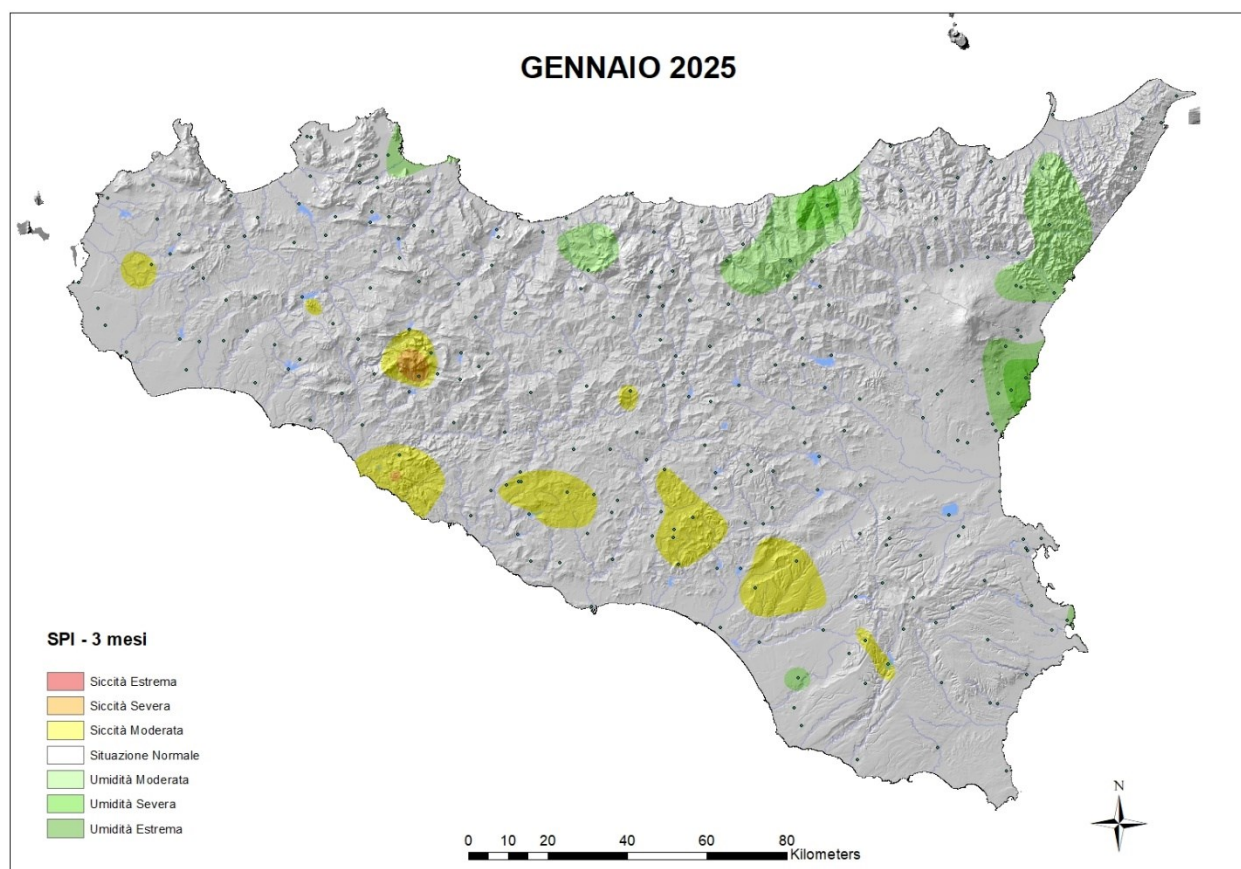 GENNAIO 2025
SPI - 3 mesi
Siccità Estrema
Siccità Severa
Siccità Moderata
Situazione Normale
Umidità Moderata
Umidità Severa
Umidità Estrema
N
0 10 20 40 60 80
Kilometers